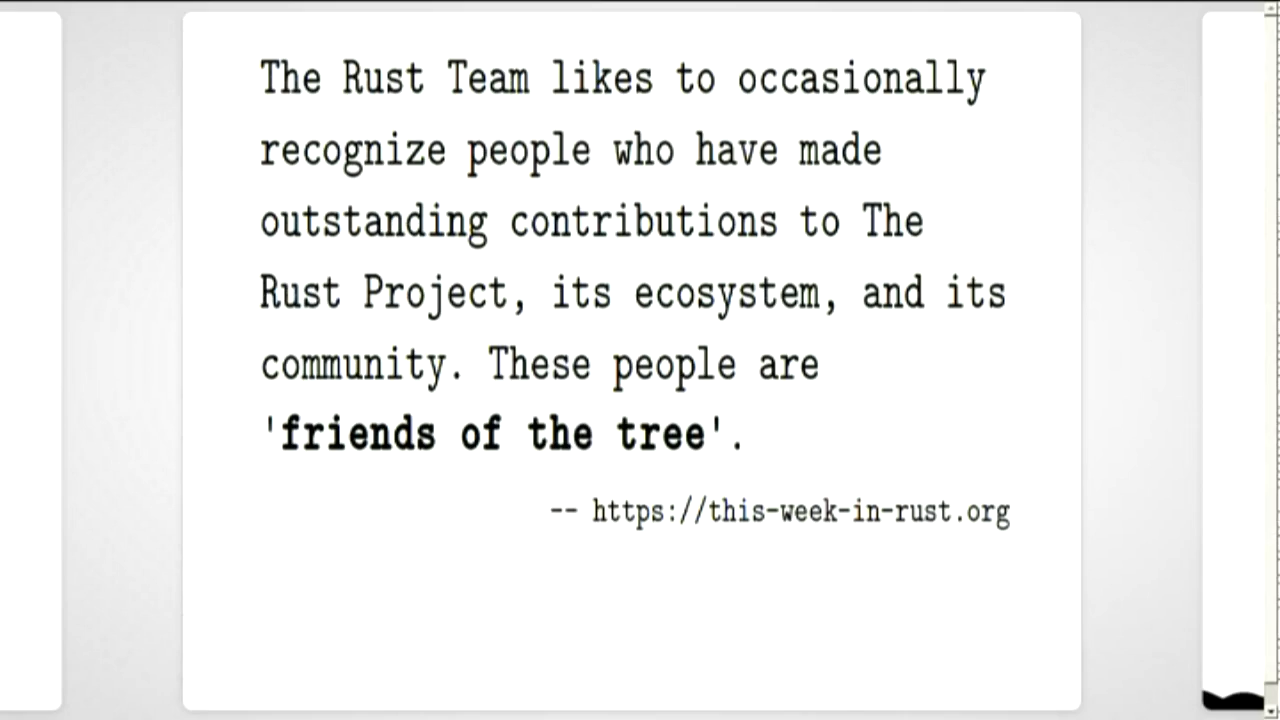 The Rust Team likes to occasionally
recognize people who have made
outstanding contributions to The
Rust Project, its ecosystem, and its
community. These people are
'friends of the tree'.
-- https://this-week-in-rust.org